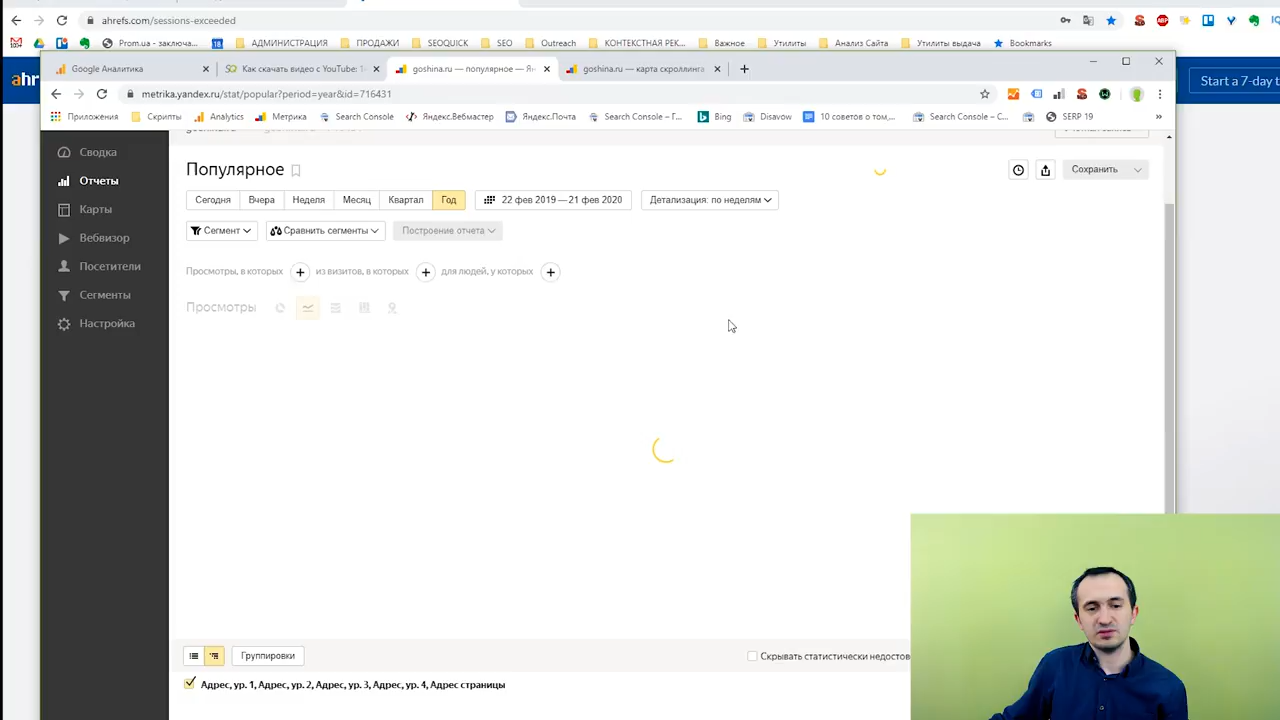 ahrefs.com/sessions-exceeded
Prom.ua - заключа...
18
АДМИНИСТРАЦИЯ
ПРОДАЖИ
SEOQUICK
SEO
Outreach
КОНТЕКСТНАЯ РЕК...
Важное
Утилиты
Анализ Сайта
Утилиты выдача
Bookmarks
ahr
Start a 7-day t
Google Аналитика
Как скачать видео с YouTube: 1
goshina.ru — популярное — Ян
goshina.ru — карта скроллинга
metrika.yandex.ru/stat/popular?period=year&id=716431
Приложения
Скрипты
Analytics
Метрика
Search Console
Яндекс.Вебмастер
Яндекс.Почта
Search Console – Г...
Bing
Disavow
10 советов о том,...
Search Console – С...
SERP 19
»
Сводка
Отчеты
Карты
Вебвизор
Посетители
Сегменты
Настройка
Популярное
Сохранить
Сегодня
Вчера
Неделя
Месяц
Квартал
Год
22 фев 2019 — 21 фев 2020
Детализация: по неделям
Сегмент
Сравнить сегменты
Построение отчета
Просмотры, в которых + из визитов, в которых + для людей, у которых +
Просмотры
Группировки
Скрывать статистически недостов
Адрес, ур. 1, Адрес, ур. 2, Адрес, ур. 3, Адрес, ур. 4, Адрес страницы